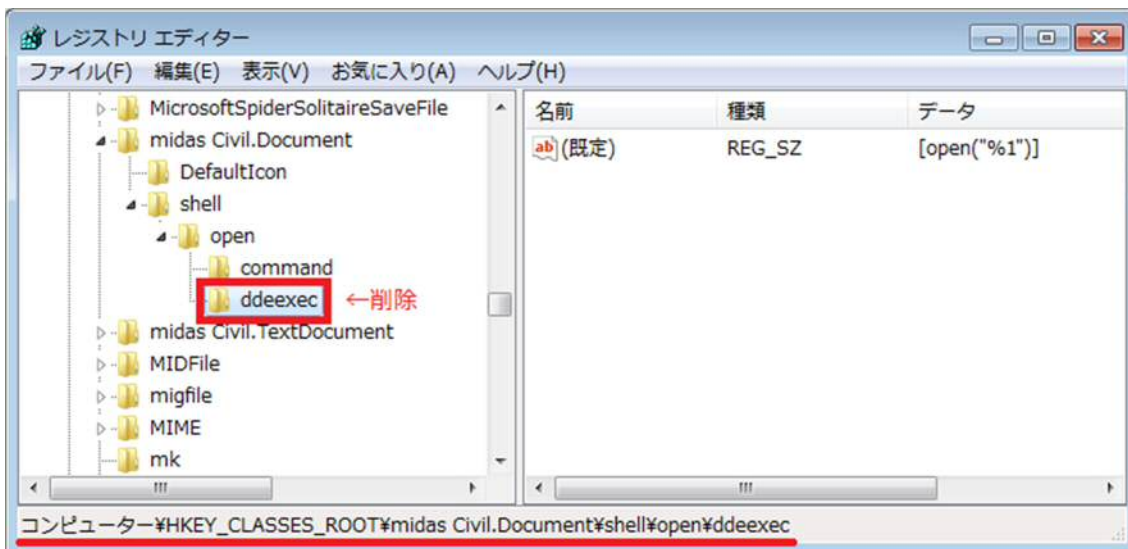 レジストリ エディター
ファイル(F) 編集(E) 表示(V) お気に入り(A) ヘルプ(H)
MicrosoftSpiderSolitaireSaveFile
midas Civil.Document
DefaultIcon
shell
open
command
ddeexec ←削除
midas Civil.TextDocument
MIDFile
migfile
MIME
mk
名前 種類 データ
ab (既定) REG_SZ [open("%1")]
コンピューター¥HKEY_CLASSES_ROOT¥midas Civil.Document¥shell¥open¥ddeexec